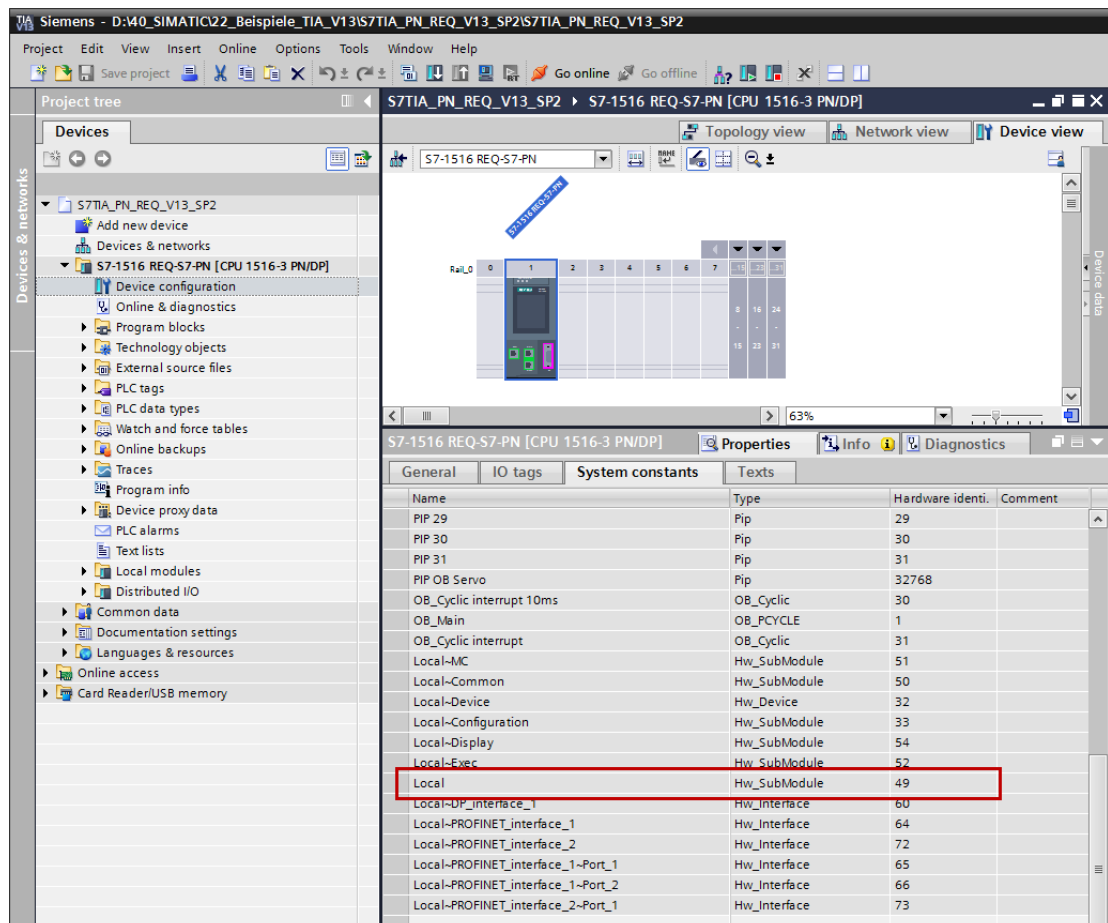 TIA V13 Siemens - D:\40_SIMATIC\22_Beispiele_TIA_V13\S7TIA_PN_REQ_V13_SP2\S7TIA_PN_REQ_V13_SP2
Project Edit View Insert Online Options Tools Window Help
Save project Go online Go offline
Project tree
S7TIA_PN_REQ_V13_SP2 S7-1516 REQ-S7-PN [CPU 1516-3 PN/DP]
Devices
Topology view Network view Device view
S7-1516 REQ-S7-PN
Devices & networks
S7TIA_PN_REQ_V13_SP2
Add new device
Devices & networks
S7-1516 REQ-S7-PN [CPU 1516-3 PN/DP]
Device configuration
Online & diagnostics
Program blocks
Technology objects
External source files
PLC tags
PLC data types
Watch and force tables
Online backups
Traces
Program info
Device proxy data
PLC alarms
Text lists
Local modules
Distributed I/O
Common data
Documentation settings
Languages & resources
Online access
Card Reader/USB memory
S7-1516 REQ-S7-PN
Rail_0 0 1 2 3 4 5 6 7
8 16 24
- - -
15 23 31
Device data
63%
S7-1516 REQ-S7-PN [CPU 1516-3 PN/DP] Properties Info Diagnostics
General IO tags System constants Texts
Name Type Hardware identi. Comment
PIP 29 Pip 29
PIP 30 Pip 30
PIP 31 Pip 31
PIP OB Servo Pip 32768
OB_Cyclic interrupt 10ms OB_Cyclic 30
OB_Main OB_PCYCLE 1
OB_Cyclic interrupt OB_Cyclic 31
Local~MC Hw_SubModule 51
Local~Common Hw_SubModule 50
Local~Device Hw_Device 32
Local~Configuration Hw_SubModule 33
Local~Display Hw_SubModule 54
Local~Exec Hw_SubModule 52
Local Hw_SubModule 49
Local~DP_interface_1 Hw_Interface 60
Local~PROFINET_interface_1 Hw_Interface 64
Local~PROFINET_interface_2 Hw_Interface 72
Local~PROFINET_interface_1~Port_1 Hw_Interface 65
Local~PROFINET_interface_1~Port_2 Hw_Interface 66
Local~PROFINET_interface_2~Port_1 Hw_Interface 73